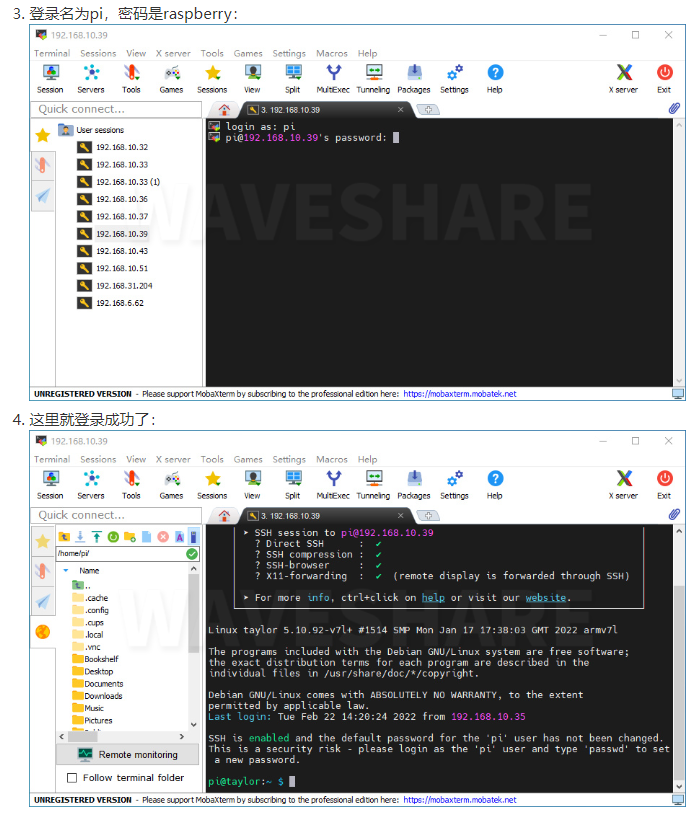 3. 登录名为pi，密码是raspberry：
192.168.10.39
Terminal Sessions View X server Tools Games Settings Macros Help
Session Servers Tools Games Sessions View Split MultiExec Tunneling Packages Settings Help X server Exit
Quick connect...
3. 192.168.10.39
User sessions
192.168.10.32
192.168.10.33
192.168.10.33 (1)
192.168.10.36
192.168.10.37
192.168.10.39
192.168.10.43
192.168.10.51
192.168.31.204
192.168.6.62
login as: pi
pi@192.168.10.39's password:
WAVESHARE
UNREGISTERED VERSION - Please support MobaXterm by subscribing to the professional edition here: https://mobaxterm.mobatek.net
4. 这里就登录成功了：
192.168.10.39
Terminal Sessions View X server Tools Games Settings Macros Help
Session Servers Tools Games Sessions View Split MultiExec Tunneling Packages Settings Help X server Exit
Quick connect...
3. 192.168.10.39
/home/pi/
Name
..
.cache
.config
.cups
.local
.vnc
Bookshelf
Desktop
Documents
Downloads
Music
Pictures
Remote monitoring
Follow terminal folder
➤ SSH session to pi@192.168.10.39
? Direct SSH : ✔
? SSH compression : ✔
? SSH-browser : ✔
? X11-forwarding : ✔ (remote display is forwarded through SSH)
➤ For more info, ctrl+click on help or visit our website.
Linux taylor 5.10.92-v7l+ #1514 SMP Mon Jan 17 17:38:03 GMT 2022 armv7l
The programs included with the Debian GNU/Linux system are free software;
the exact distribution terms for each program are described in the
individual files in /usr/share/doc/*/copyright.
Debian GNU/Linux comes with ABSOLUTELY NO WARRANTY, to the extent
permitted by applicable law.
Last login: Tue Feb 22 14:20:24 2022 from 192.168.10.35
SSH is enabled and the default password for the 'pi' user has not been changed.
This is a security risk - please login as the 'pi' user and type 'passwd' to set
a new password.
pi@taylor:~ $
WAVESHARE
UNREGISTERED VERSION - Please support MobaXterm by subscribing to the professional edition here: https://mobaxterm.mobatek.net